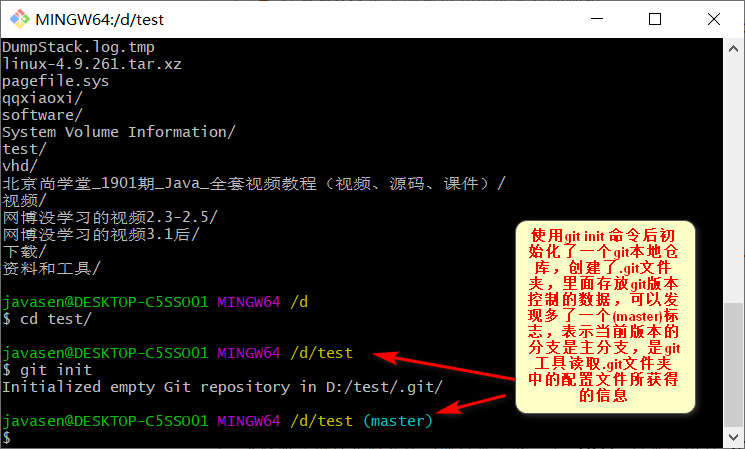 MINGW64:/d/test
DumpStack.log.tmp
linux-4.9.261.tar.xz
pagefile.sys
qqxiaoxi/
software/
System Volume Information/
test/
vhd/
北京尚学堂_1901期_Java_全套视频教程（视频、源码、课件）/
视频/
网博没学习的视频2.3-2.5/
网博没学习的视频3.1后/
下载/
资料和工具/
javasen@DESKTOP-C5SSOO1 MINGW64 /d
$ cd test/
javasen@DESKTOP-C5SSOO1 MINGW64 /d/test
$ git init
Initialized empty Git repository in D:/test/.git/
javasen@DESKTOP-C5SSOO1 MINGW64 /d/test (master)
$
使用git init 命令后初
始化了一个git本地仓
库，创建了.git文件
夹，里面存放git版本
控制的数据，可以发
现多了一个(master)标
志，表示当前版本的
分支是主分支，是git
工具读取.git文件夹
中的配置文件所获得
的信息